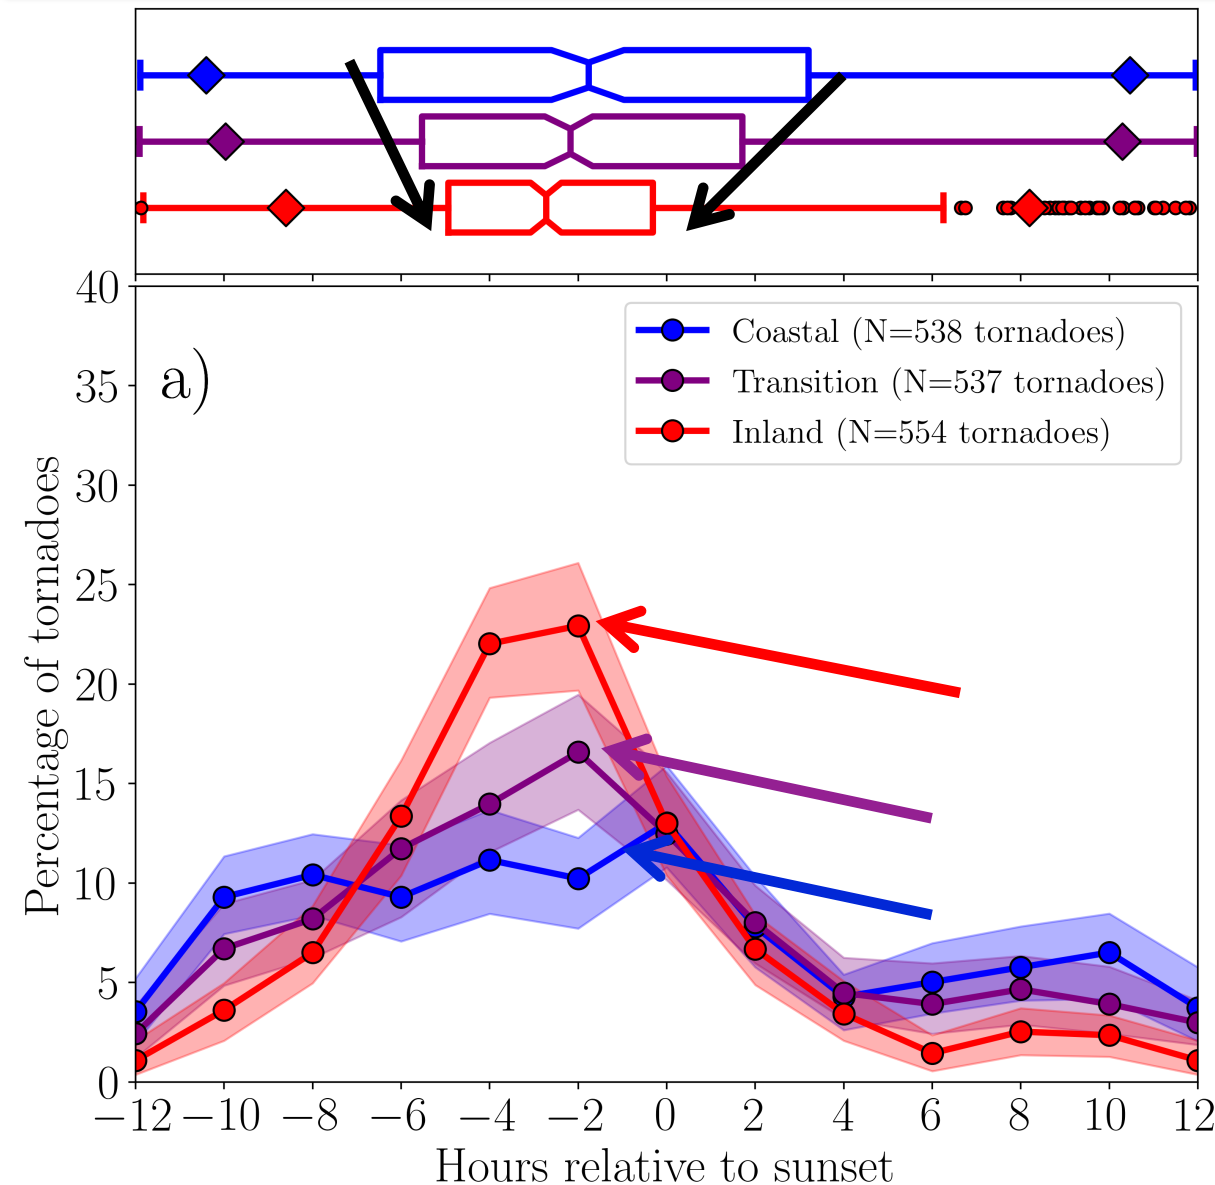 40
a)
35
30
25
20
15
10
5
0
Percentage of tornadoes
Coastal (N=538 tornadoes)
Transition (N=537 tornadoes)
Inland (N=554 tornadoes)
−12 −10 −8 −6 −4 −2 0 2 4 6 8 10 12
Hours relative to sunset